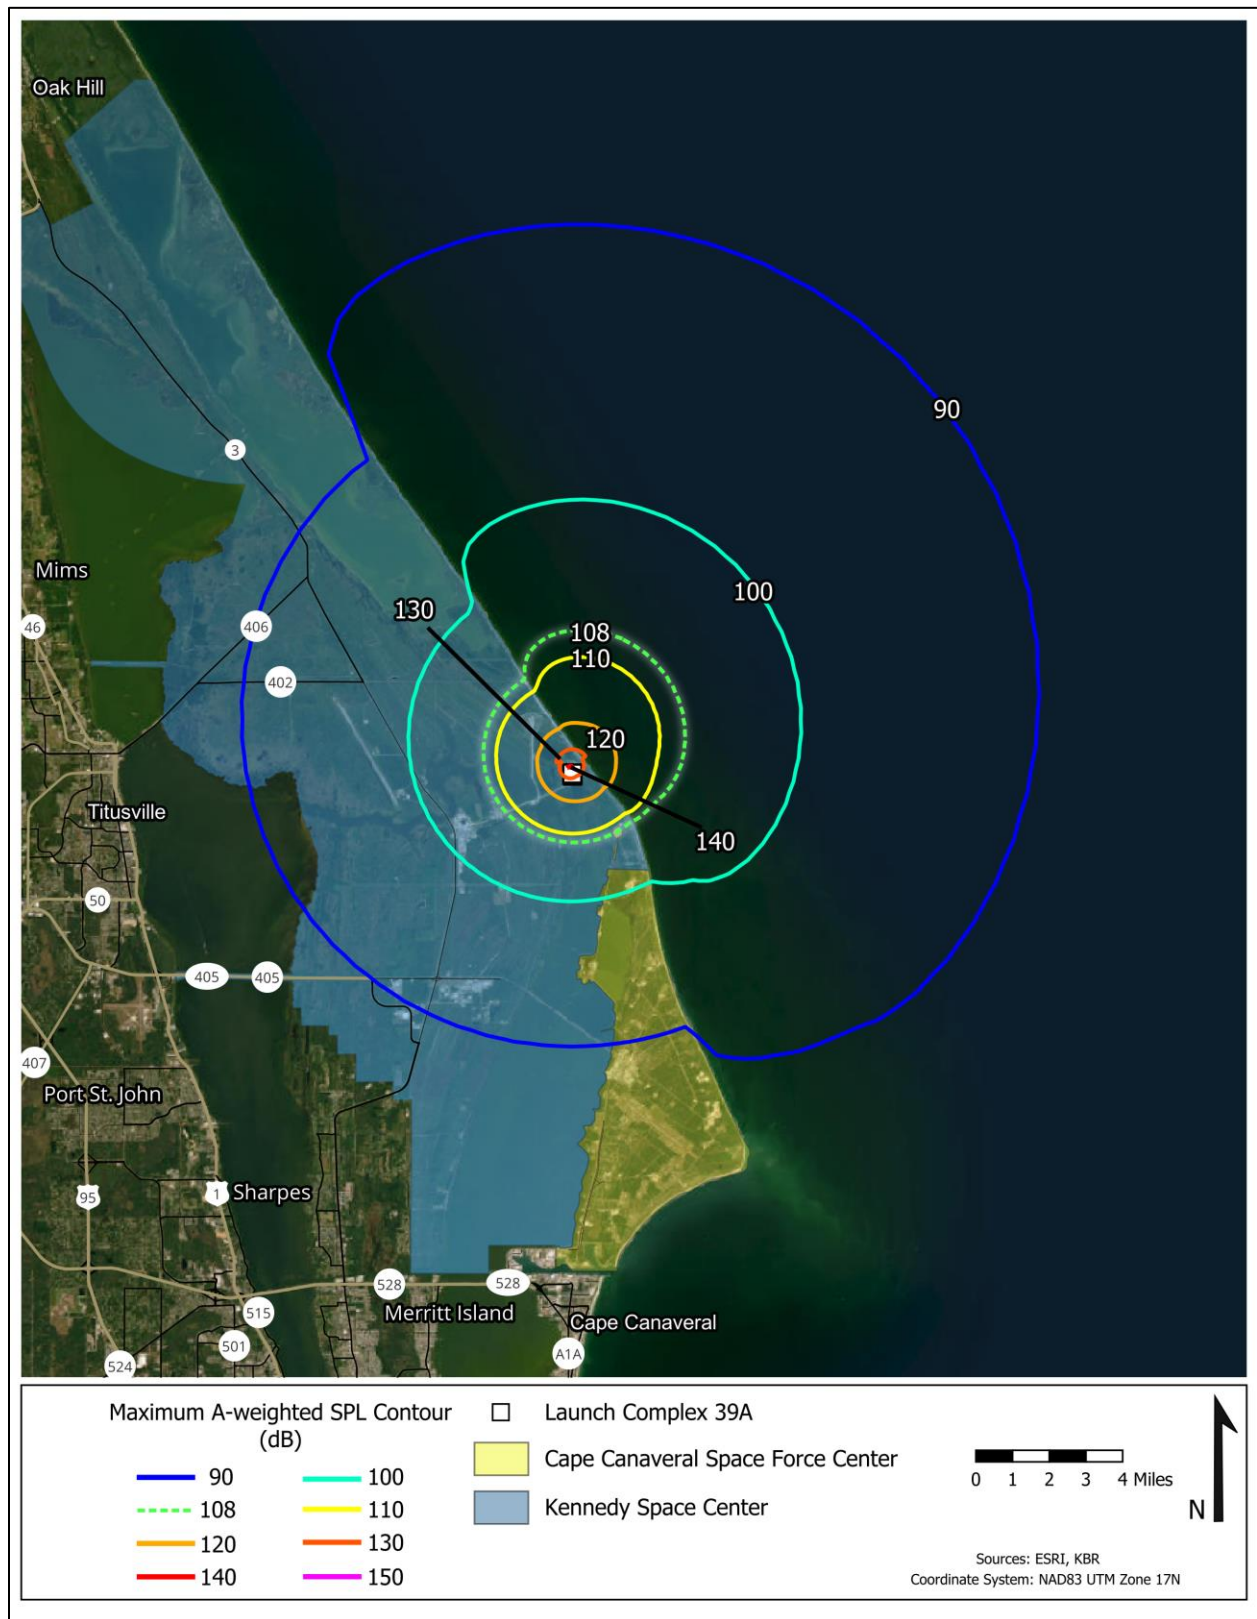 Oak Hill
90
3
100
Mims
130
46
406
108
110
402
120
Titusville
140
50
405
405
407
Port St. John
95
1
Sharpes
528
528
515
Merritt Island
Cape Canaveral
501
A1A
524
Maximum A-weighted SPL Contour
(dB)
90
100
108
110
120
130
140
150
Launch Complex 39A
Cape Canaveral Space Force Center
Kennedy Space Center
0 1 2 3 4 Miles
N
Sources: ESRI, KBR
Coordinate System: NAD83 UTM Zone 17N